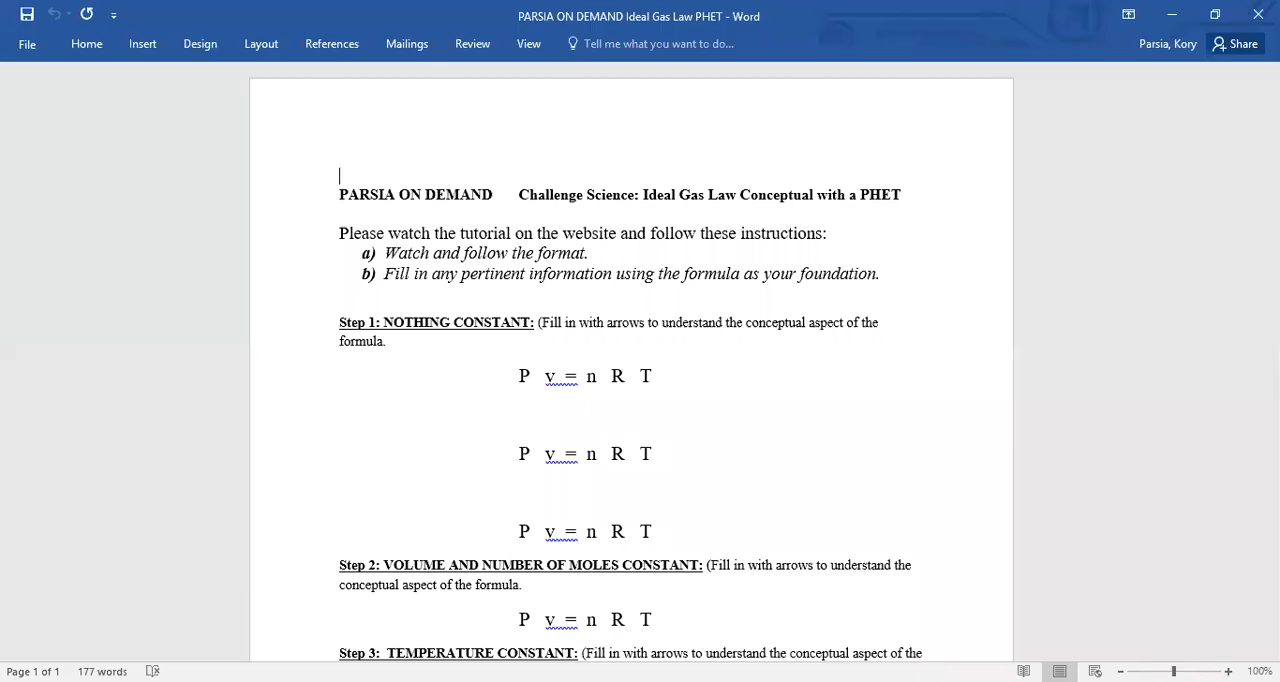 PARSIA ON DEMAND Ideal Gas Law PHET - Word
File Home Insert Design Layout References Mailings Review View Tell me what you want to do... Parsia, Kory Share
PARSIA ON DEMAND Challenge Science: Ideal Gas Law Conceptual with a PHET
Please watch the tutorial on the website and follow these instructions:
a) Watch and follow the format.
b) Fill in any pertinent information using the formula as your foundation.
Step 1: NOTHING CONSTANT: (Fill in with arrows to understand the conceptual aspect of the
formula.
P v = n R T
P v = n R T
P v = n R T
Step 2: VOLUME AND NUMBER OF MOLES CONSTANT: (Fill in with arrows to understand the
conceptual aspect of the formula.
P v = n R T
Step 3: TEMPERATURE CONSTANT: (Fill in with arrows to understand the conceptual aspect of the
Page 1 of 1 177 words 100%